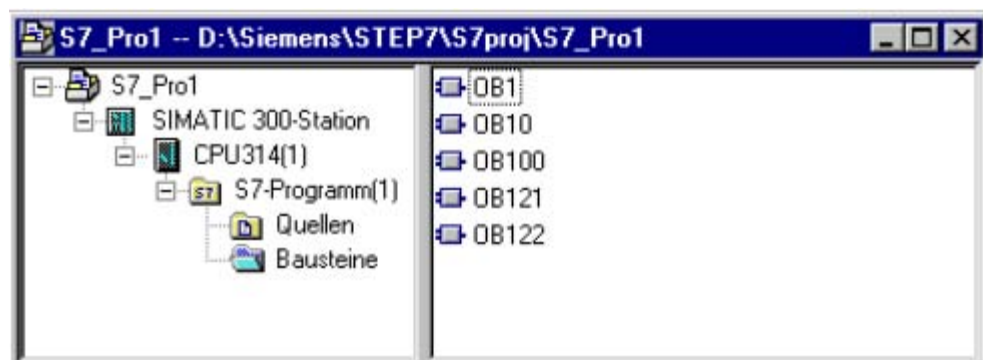 S7_Pro1 -- D:\Siemens\STEP7\S7proj\S7_Pro1
S7_Pro1
SIMATIC 300-Station
CPU314(1)
S7-Programm(1)
Quellen
Bausteine
OB1
OB10
OB100
OB121
OB122